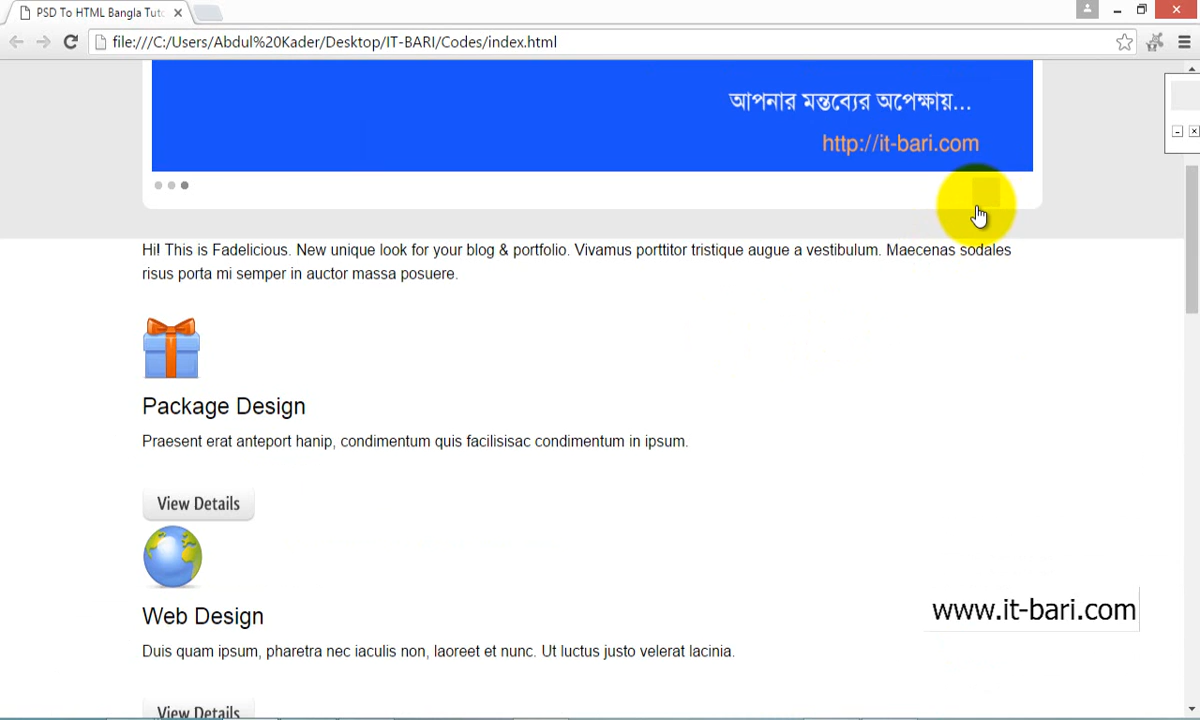 PSD To HTML Bangla Tuto
file:///C:/Users/Abdul%20Kader/Desktop/IT-BARI/Codes/index.html
আপনার মন্তব্যের অপেক্ষায়...
http://it-bari.com
Hi! This is Fadelicious. New unique look for your blog & portfolio. Vivamus porttitor tristique augue a vestibulum. Maecenas sodales
risus porta mi semper in auctor massa posuere.
Package Design
Praesent erat anteport hanip, condimentum quis facilisisac condimentum in ipsum.
View Details
Web Design
www.it-bari.com
Duis quam ipsum, pharetra nec iaculis non, laoreet et nunc. Ut luctus justo velerat lacinia.
View Details